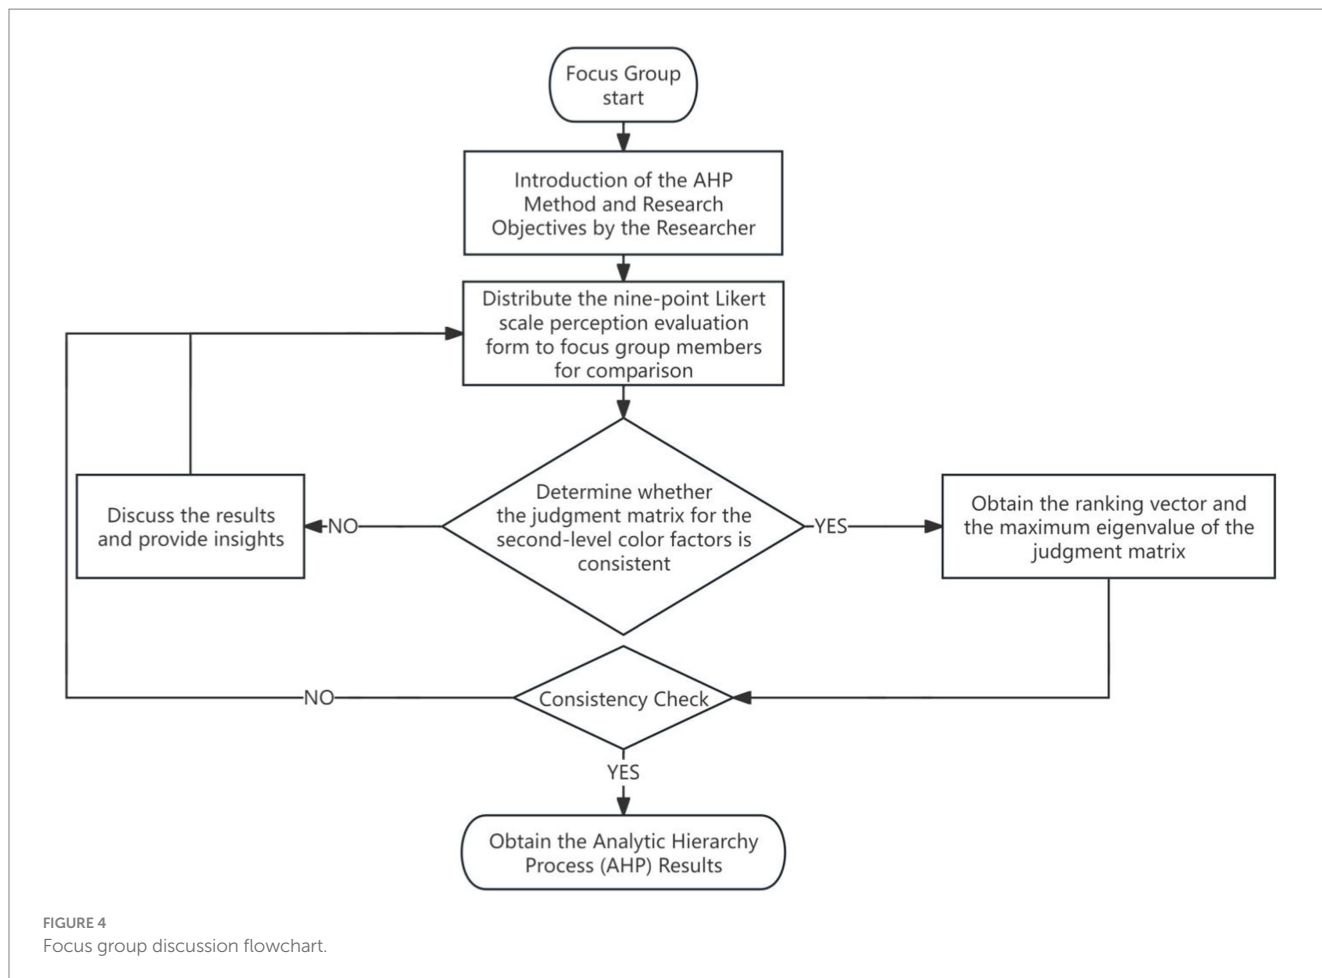 Focus Group
start
Introduction of the AHP
Method and Research
Objectives by the Researcher
Distribute the nine-point Likert
scale perception evaluation
form to focus group members
for comparison
Determine whether
the judgment matrix for the
second-level color factors is
consistent
NO
Discuss the results
and provide insights
YES
Obtain the ranking vector and
the maximum eigenvalue of the
judgment matrix
Consistency Check
NO
YES
Obtain the Analytic Hierarchy
Process (AHP) Results
FIGURE 4
Focus group discussion flowchart.